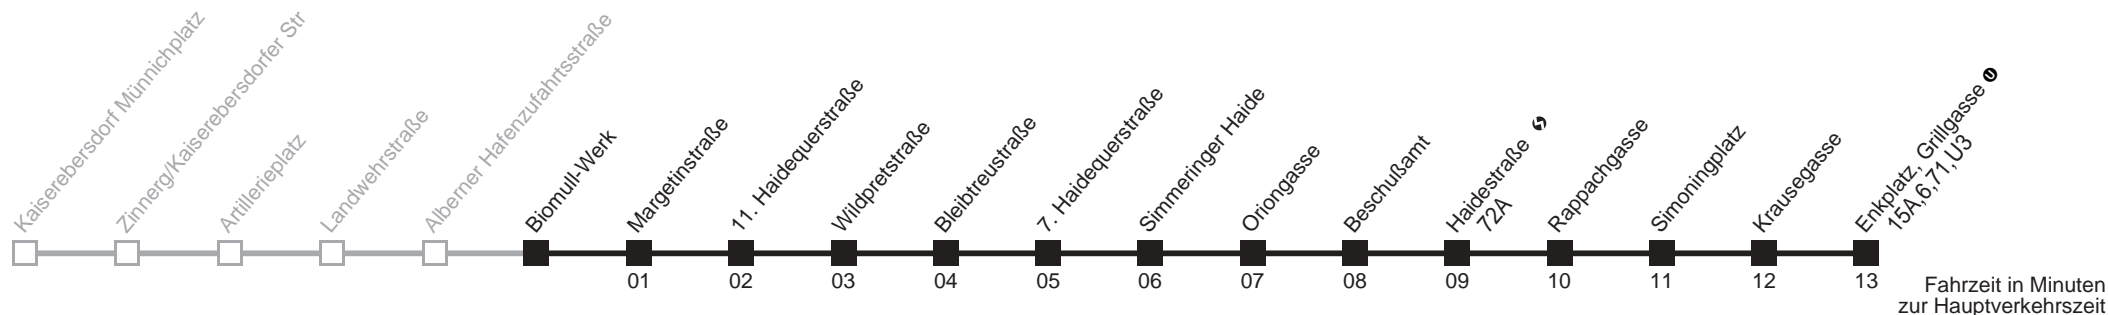 Kaiserebersdorf Münnichplatz
Zinnerg/Kaiserebersdorfer Str
Artillerieplatz
Landwehrstraße
Alberner Hafenzufahrtsstraße
Biomull-Werk
Margetinstraße
11. Haidequerstraße
Wildpretstraße
Bleibtreustraße
7. Haidequerstraße
Simmeringer Haide
Oriongasse
Beschußamt
Haidestraße
72A
Rappachgasse
Simoningplatz
Krausegasse
Enkplatz, Grillgasse U
15A,6,71,U3
01 02 03 04 05 06 07 08 09 10 11 12 13
Fahrzeit in Minuten
zur Hauptverkehrszeit